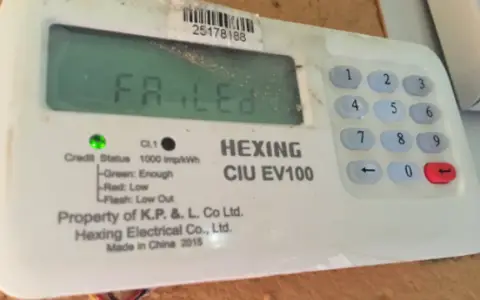 25178188
FAiLEd
CI.1
Credit Status 1000 imp/kWh
Green: Enough
Red: Low
Flash: Low Out
HEXING
CIU EV100
Property of K.P. & L. Co Ltd.
Hexing Electrical Co., Ltd.
Made in China 2015
1 2 3
4 5 6
7 8 9
← 0 ←